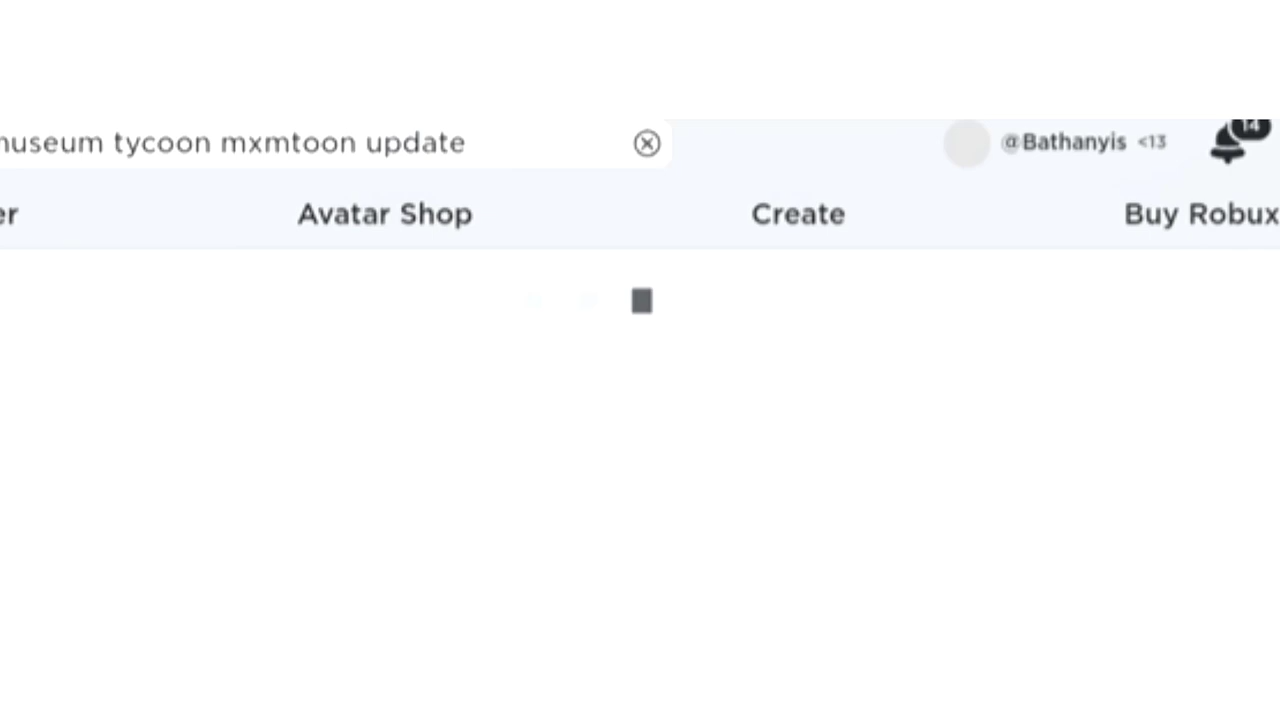 museum tycoon mxmtoon update
@Bathanyis <13
14
er Avatar Shop Create Buy Robux